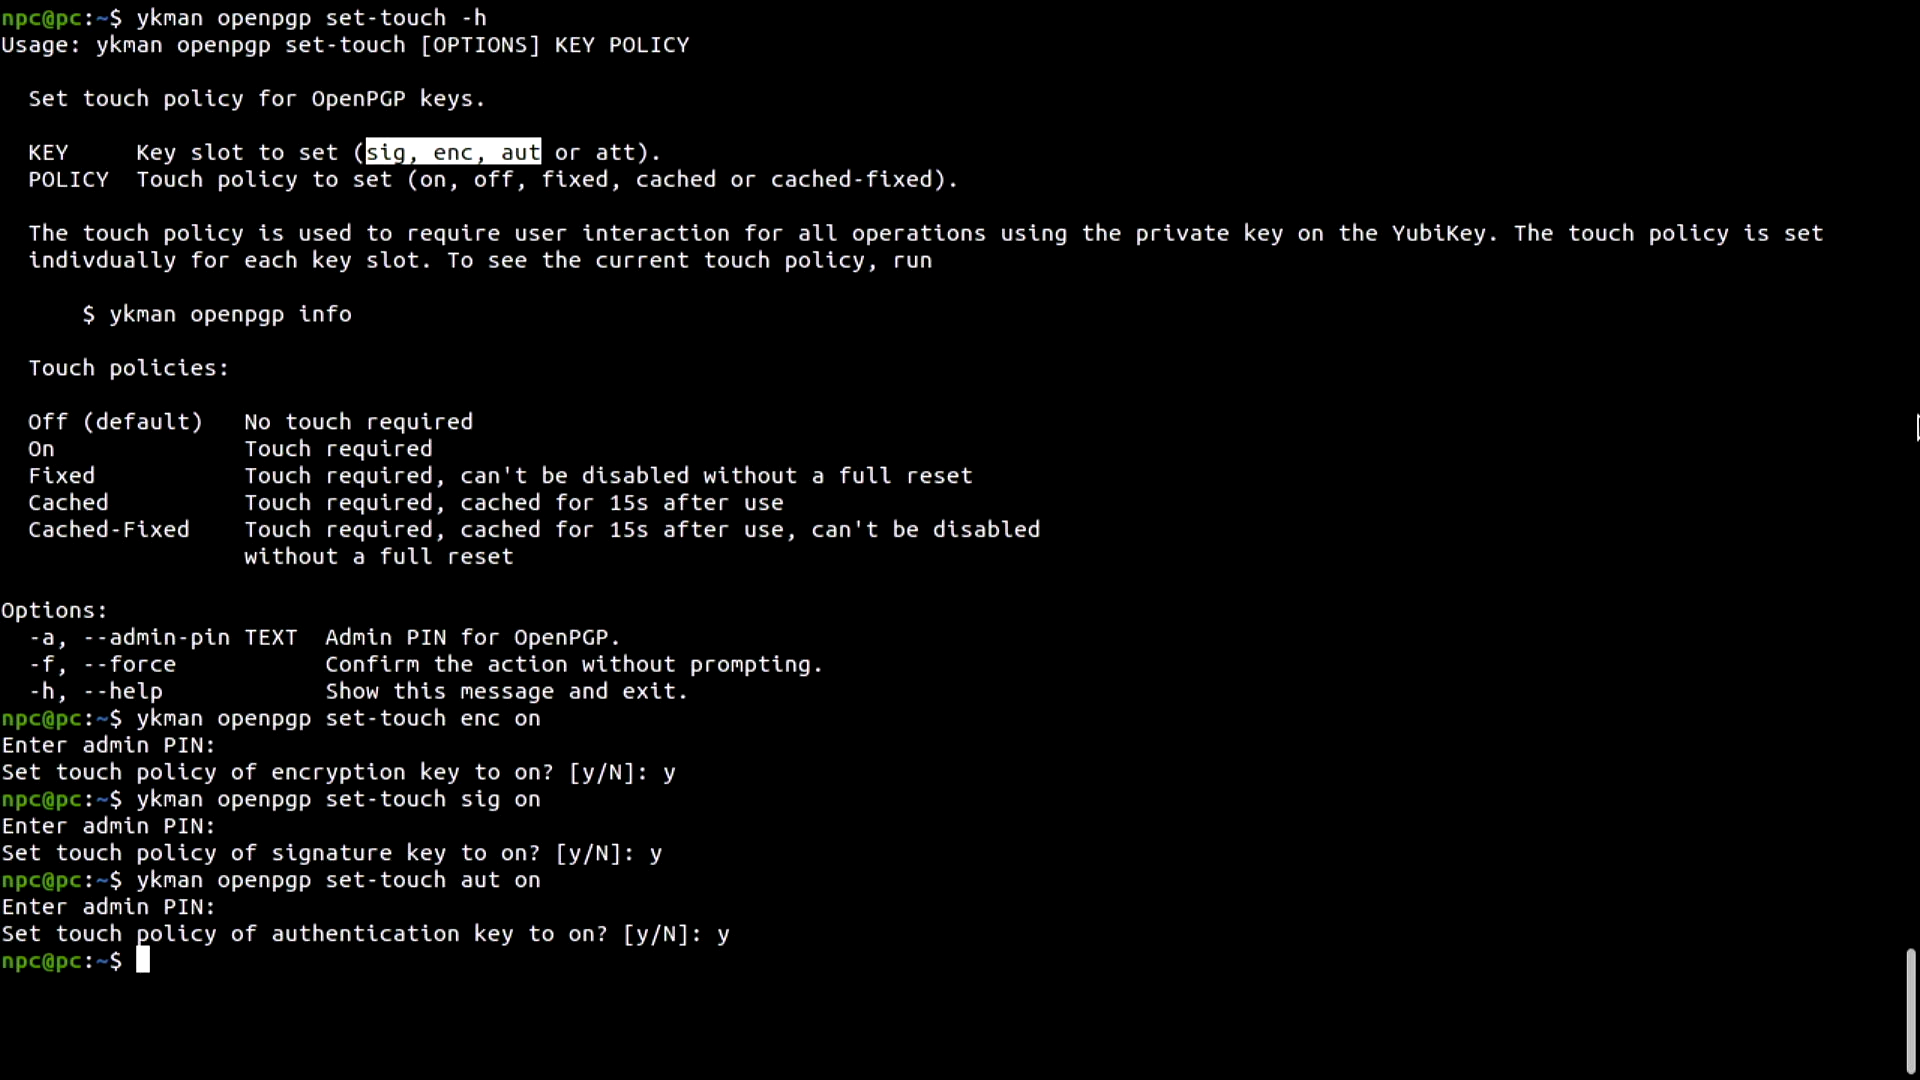 npc@pc:~$ ykman openpgp set-touch -h
Usage: ykman openpgp set-touch [OPTIONS] KEY POLICY
Set touch policy for OpenPGP keys.
KEY     Key slot to set (sig, enc, aut or att).
POLICY  Touch policy to set (on, off, fixed, cached or cached-fixed).
The touch policy is used to require user interaction for all operations using the private key on the YubiKey. The touch policy is set
indivdually for each key slot. To see the current touch policy, run
$ ykman openpgp info
Touch policies:
Off (default)   No touch required
On              Touch required
Fixed           Touch required, can't be disabled without a full reset
Cached          Touch required, cached for 15s after use
Cached-Fixed    Touch required, cached for 15s after use, can't be disabled
without a full reset
Options:
-a, --admin-pin TEXT  Admin PIN for OpenPGP.
-f, --force           Confirm the action without prompting.
-h, --help            Show this message and exit.
npc@pc:~$ ykman openpgp set-touch enc on
Enter admin PIN:
Set touch policy of encryption key to on? [y/N]: y
npc@pc:~$ ykman openpgp set-touch sig on
Enter admin PIN:
Set touch policy of signature key to on? [y/N]: y
npc@pc:~$ ykman openpgp set-touch aut on
Enter admin PIN:
Set touch policy of authentication key to on? [y/N]: y
npc@pc:~$